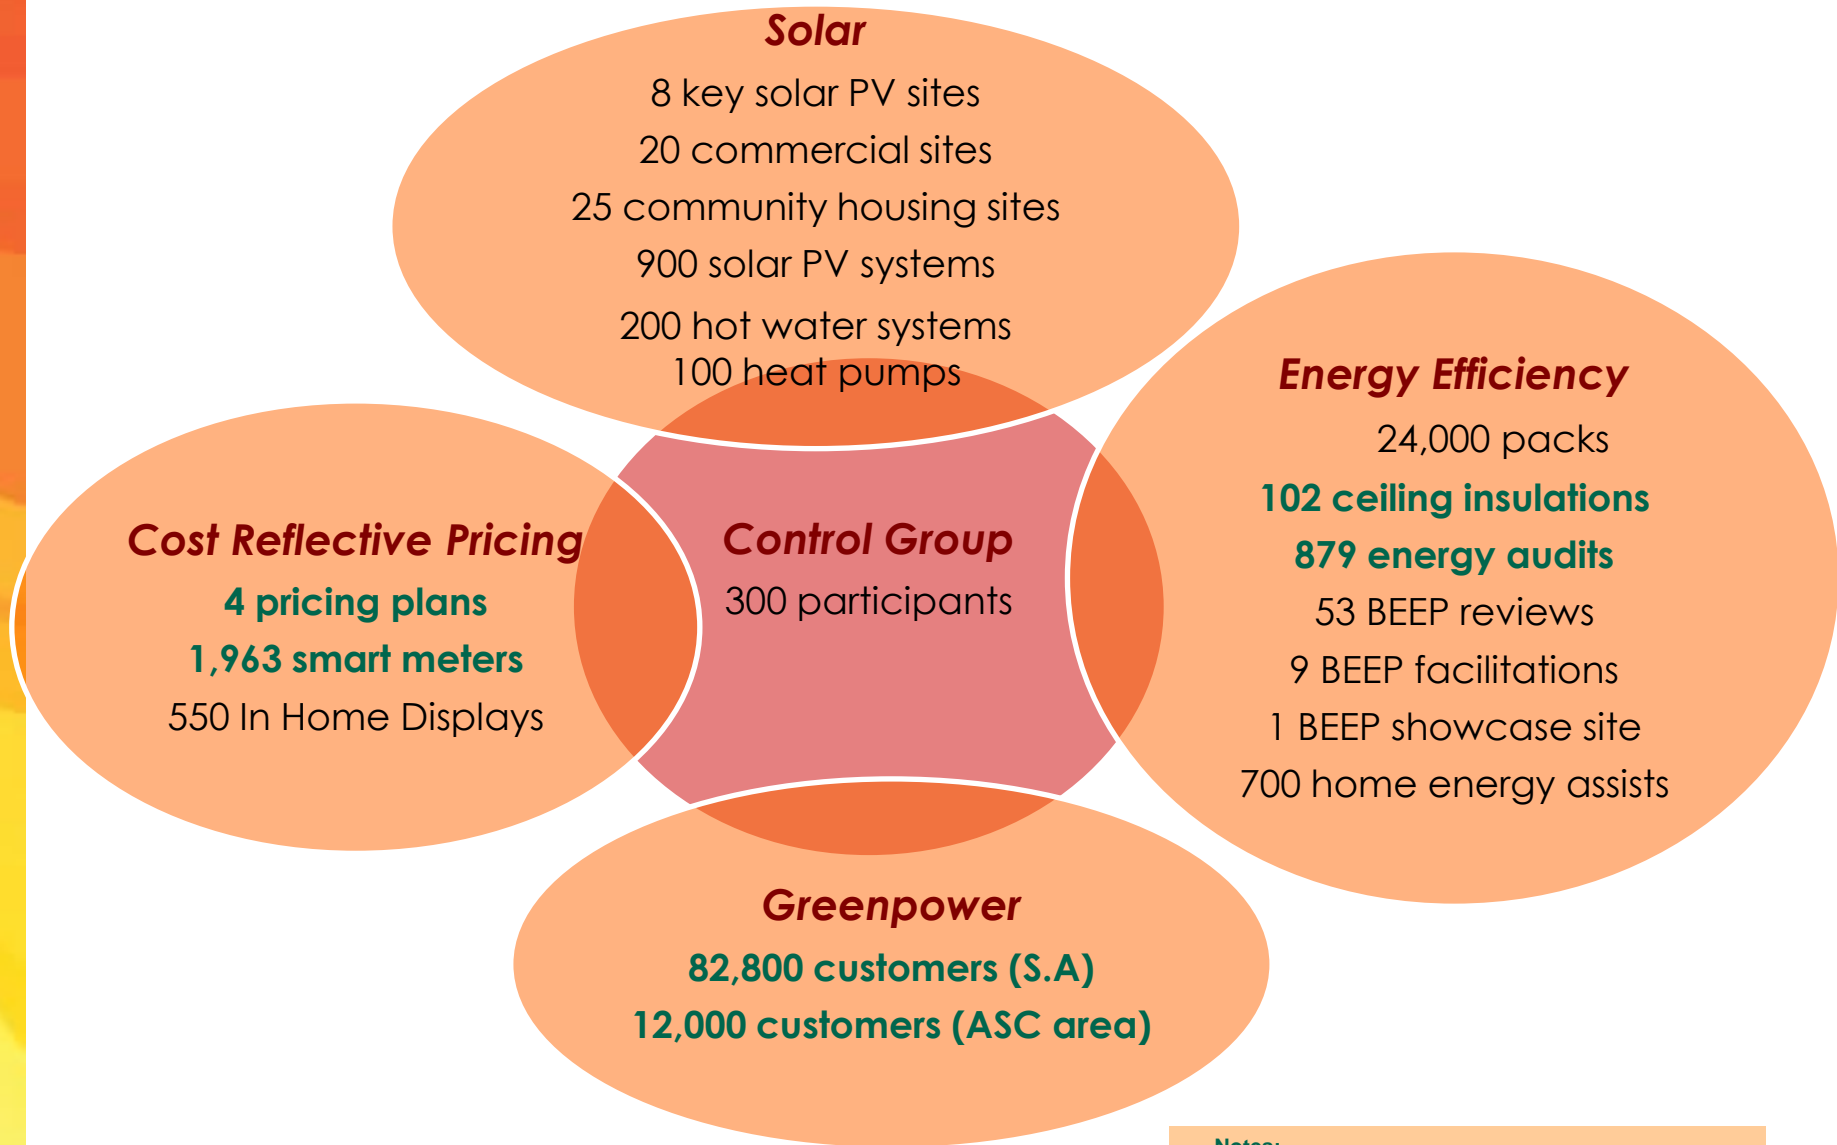 Solar
8 key solar PV sites
20 commercial sites
25 community housing sites
900 solar PV systems
200 hot water systems
100 heat pumps
Energy Efficiency
24,000 packs
102 ceiling insulations
879 energy audits
53 BEEP reviews
9 BEEP facilitations
1 BEEP showcase site
700 home energy assists
Cost Reflective Pricing
4 pricing plans
1,963 smart meters
550 In Home Displays
Control Group
300 participants
Greenpower
82,800 customers (S.A)
12,000 customers (ASC area)
Notes: